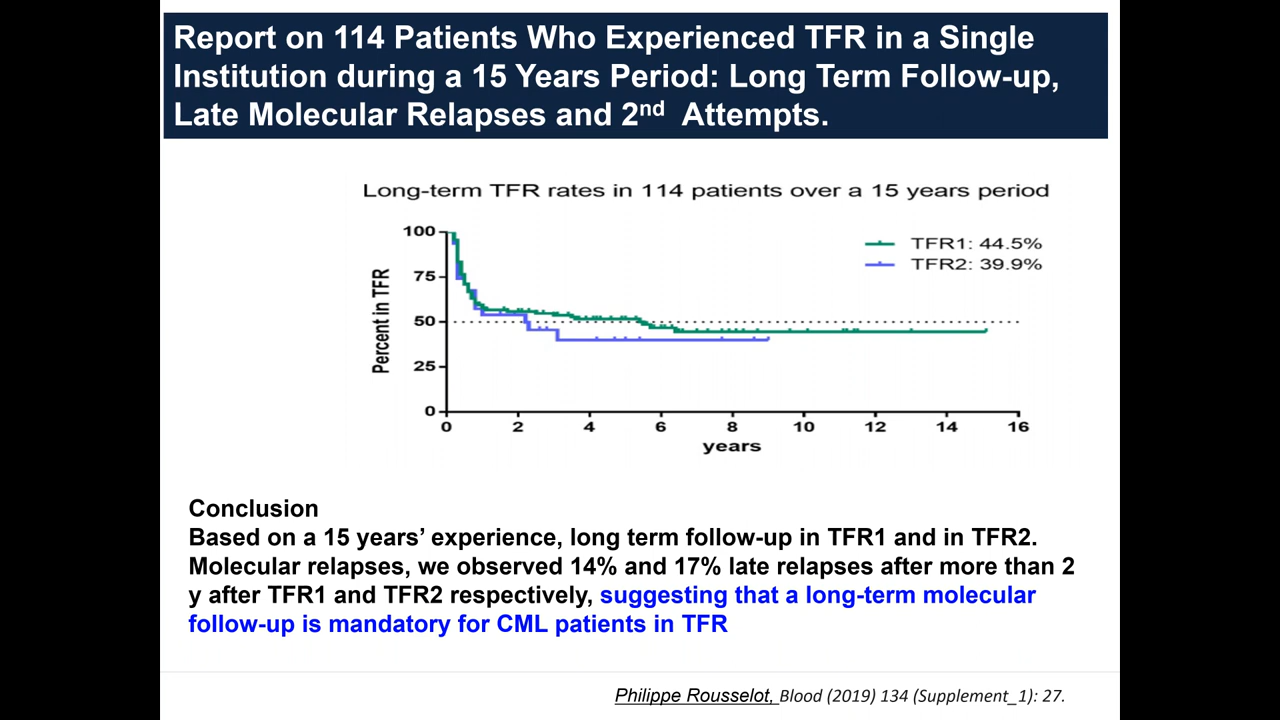 Report on 114 Patients Who Experienced TFR in a Single
Institution during a 15 Years Period: Long Term Follow-up,
Late Molecular Relapses and 2nd Attempts.
Long-term TFR rates in 114 patients over a 15 years period
TFR1: 44.5%
TFR2: 39.9%
Percent in TFR
100
75
50
25
0
0 2 4 6 8 10 12 14 16
years
Conclusion
Based on a 15 years’ experience, long term follow-up in TFR1 and in TFR2.
Molecular relapses, we observed 14% and 17% late relapses after more than 2
y after TFR1 and TFR2 respectively, suggesting that a long-term molecular
follow-up is mandatory for CML patients in TFR
Philippe Rousselot, Blood (2019) 134 (Supplement_1): 27.